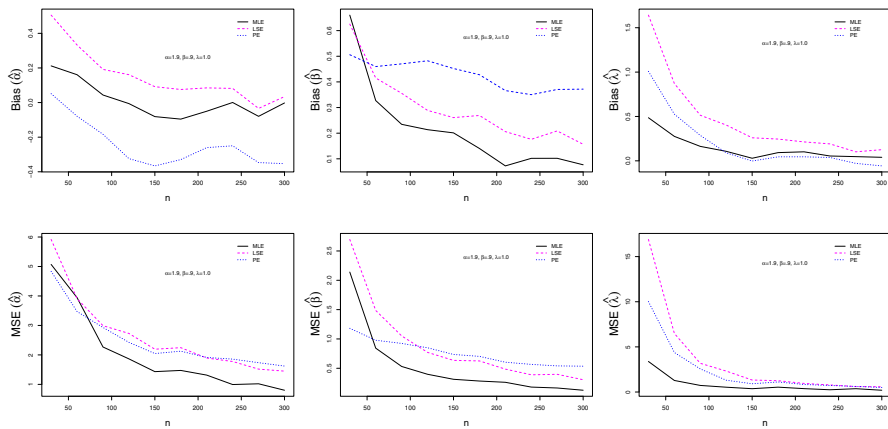 Bias (α̂)
0.4
0.2
0.0
−0.2
−0.4
MLE
LSE
PE
α=1.9, β=.9, λ=1.0
50 100 150 200 250 300
n
Bias (β̂)
0.6
0.5
0.4
0.3
0.2
0.1
MLE
LSE
PE
α=1.9, β=.9, λ=1.0
50 100 150 200 250 300
n
Bias (λ̂)
1.5
1.0
0.5
0.0
MLE
LSE
PE
α=1.9, β=.9, λ=1.0
50 100 150 200 250 300
n
MSE (α̂)
6
5
4
3
2
1
MLE
LSE
PE
α=1.9, β=.9, λ=1.0
50 100 150 200 250 300
n
MSE (β̂)
2.5
2.0
1.5
1.0
0.5
MLE
LSE
PE
α=1.9, β=.9, λ=1.0
50 100 150 200 250 300
n
MSE (λ̂)
15
10
5
0
MLE
LSE
PE
α=1.9, β=.9, λ=1.0
50 100 150 200 250 300
n